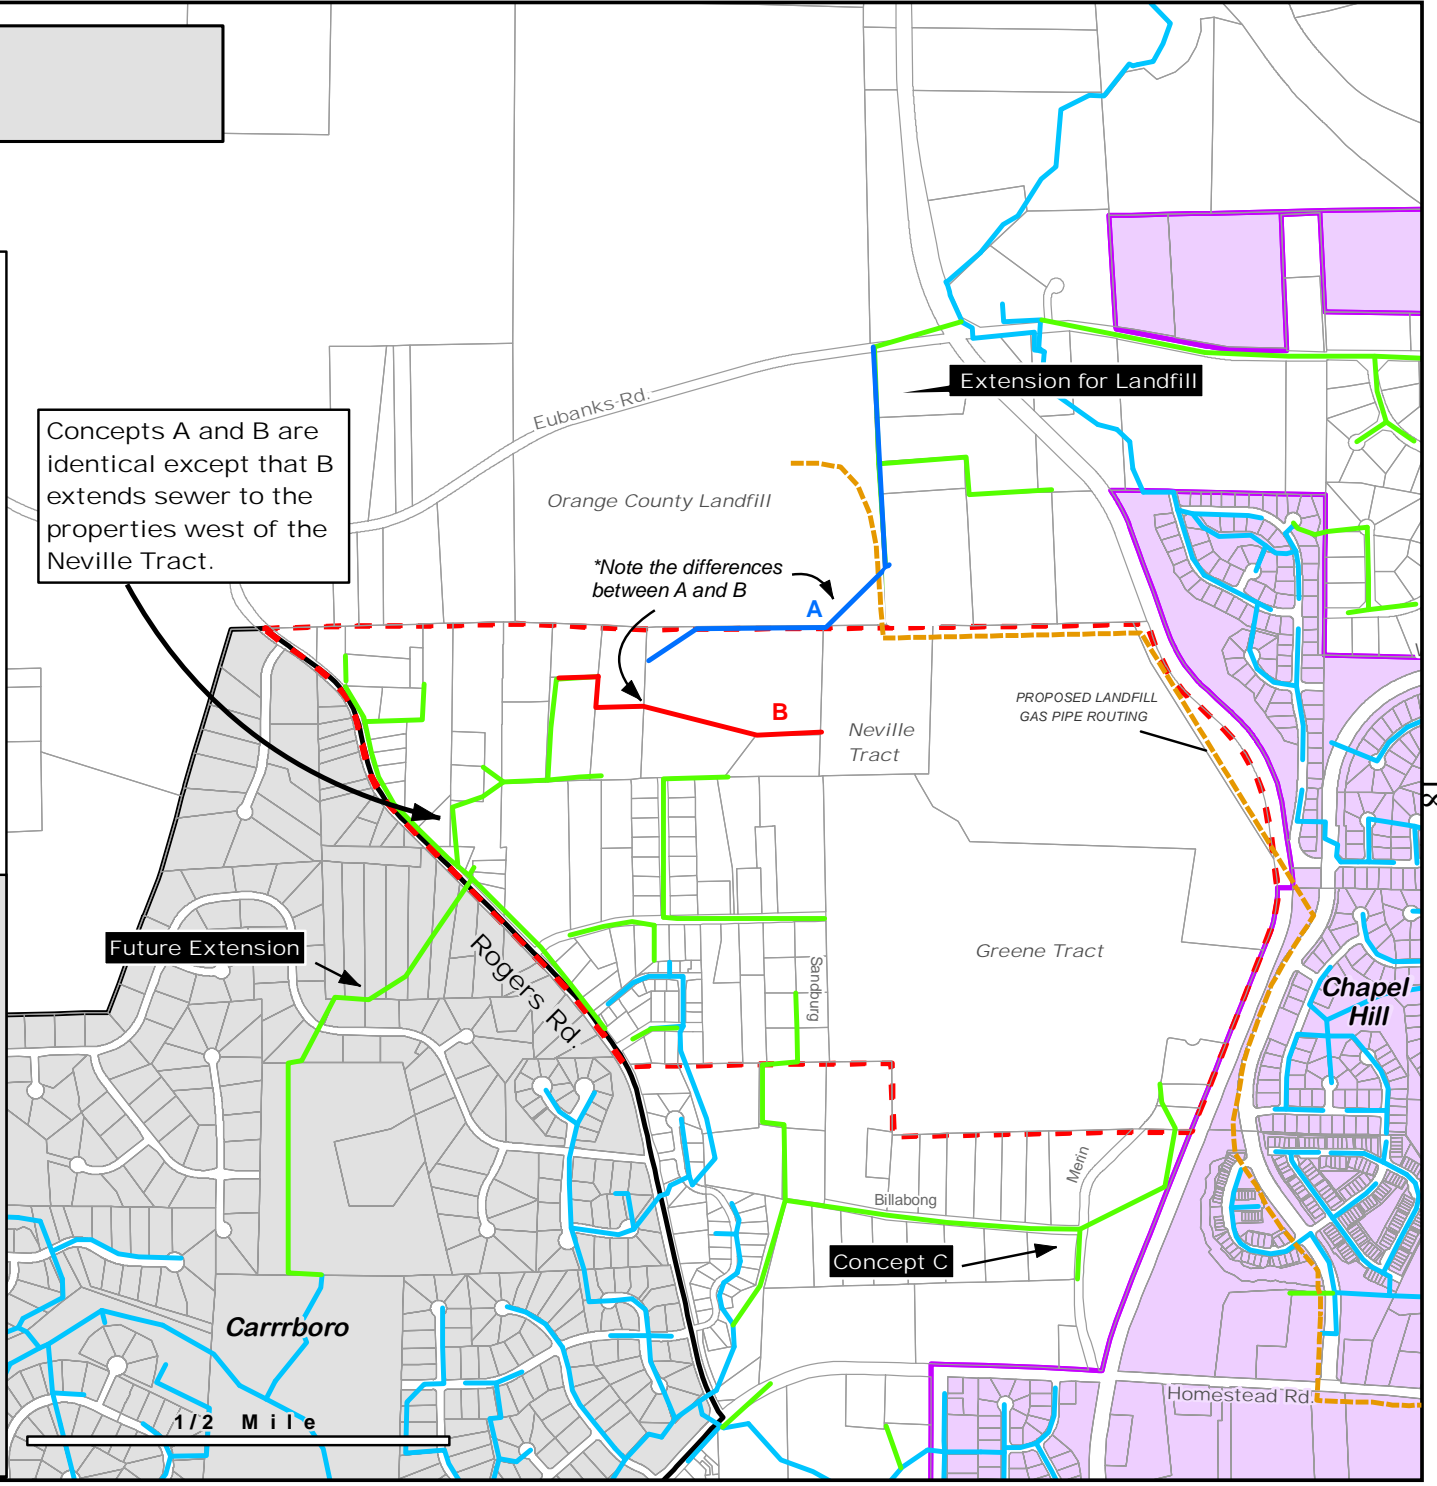 Extension for Landfill
Eubanks Rd.
Concepts A and B are
identical except that B
extends sewer to the
properties west of the
Neville Tract.
Orange County Landfill
*Note the differences
between A and B
A
B
PROPOSED LANDFILL
GAS PIPE ROUTING
Neville
Tract
Future Extension
Rogers Rd.
Sandburg
Greene Tract
Chapel
Hill
Merin
Billabong
Concept C
Carrrboro
Homestead Rd.
1/2 Mile